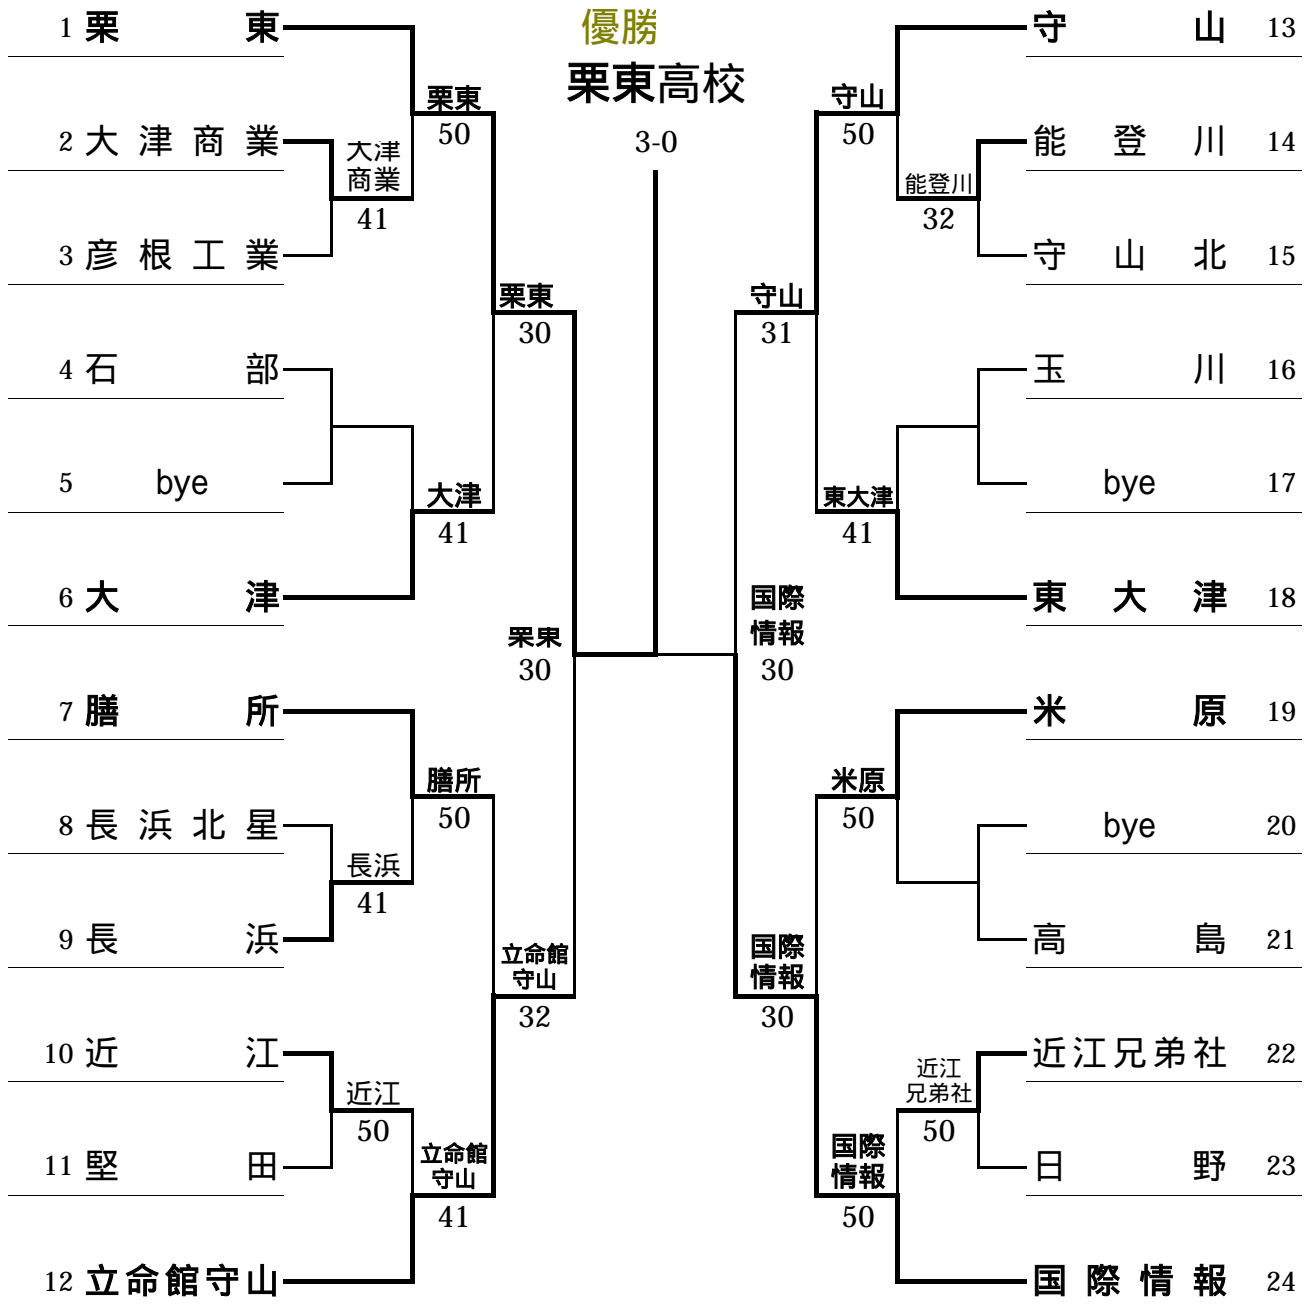 優勝
栗東高校
3-0
1 栗東
2 大津商業
3 彦根工業
4 石部
5 bye
6 大津
7 膳所
8 長浜北星
9 長浜
10 近江
11 堅田
12 立命館守山
大津
商業
41
長浜
41
近江
50
栗東
50
大津
41
膳所
50
立命館
守山
41
栗東
30
立命館
守山
32
栗東
30
国際
情報
30
守山
31
国際
情報
30
守山
50
東大津
41
米原
50
国際
情報
50
能登川
32
近江
兄弟社
50
守山 13
能登川 14
守山北 15
玉川 16
bye 17
東大津 18
米原 19
bye 20
高島 21
近江兄弟社 22
日野 23
国際情報 24